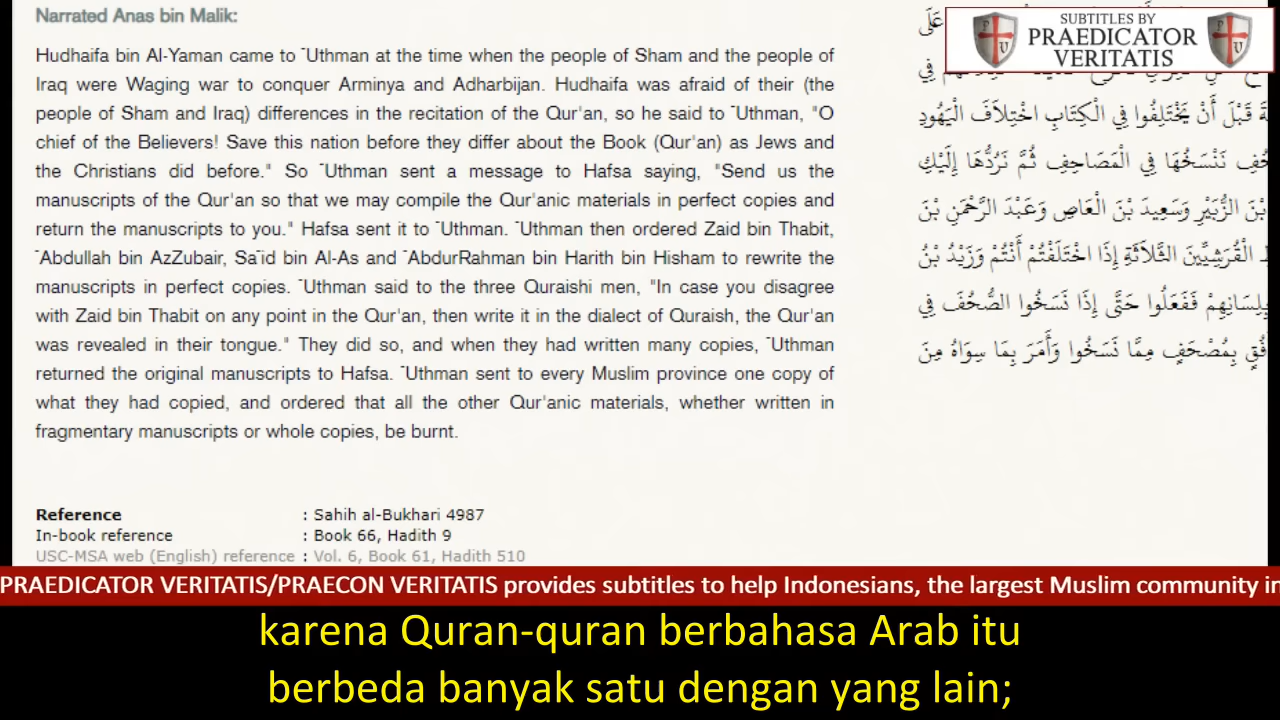 Narrated Anas bin Malik:
Hudhaifa bin Al-Yaman came to ¯Uthman at the time when the people of Sham and the people of
Iraq were Waging war to conquer Arminya and Adharbijan. Hudhaifa was afraid of their (the
people of Sham and Iraq) differences in the recitation of the Qur'an, so he said to ¯Uthman, "O
chief of the Believers! Save this nation before they differ about the Book (Qur'an) as Jews and
the Christians did before." So ¯Uthman sent a message to Hafsa saying, "Send us the
manuscripts of the Qur'an so that we may compile the Qur'anic materials in perfect copies and
return the manuscripts to you." Hafsa sent it to ¯Uthman. ¯Uthman then ordered Zaid bin Thabit,
¯Abdullah bin AzZubair, Sa¯id bin Al-As and ¯AbdurRahman bin Harith bin Hisham to rewrite the
manuscripts in perfect copies. ¯Uthman said to the three Quraishi men, "In case you disagree
with Zaid bin Thabit on any point in the Qur'an, then write it in the dialect of Quraish, the Qur'an
was revealed in their tongue." They did so, and when they had written many copies, ¯Uthman
returned the original manuscripts to Hafsa. ¯Uthman sent to every Muslim province one copy of
what they had copied, and ordered that all the other Qur'anic materials, whether written in
fragmentary manuscripts or whole copies, be burnt.
عَلَى
SUBTITLES BY
PRAEDICATOR
VERITATIS
فِي
قَبْلَ أَنْ يَخْتَلِفُوا فِي الْكِتَابِ اخْتِلاَفَ الْيَهُودِ
نَنْسَخُهَا فِي الْمَصَاحِفِ ثُمَّ نَرُدُّهَا إِلَيْكِ
بْنَ الزُّبَيْرِ وَسَعِيدَ بْنَ الْعَاصِ وَعَبْدَ الرَّحْمَنِ بْنَ
الْقُرَشِيِّينَ الثَّلاَثَةِ إِذَا اخْتَلَفْتُمْ أَنْتُمْ وَزَيْدُ بْنُ
بِلِسَانِهِمْ فَفَعَلُوا حَتَّى إِذَا نَسَخُوا الصُّحُفَ فِي
بِمُصْحَفٍ مِمَّا نَسَخُوا وَأَمَرَ بِمَا سِوَاهُ مِنَ
Reference : Sahih al-Bukhari 4987
In-book reference : Book 66, Hadith 9
USC-MSA web (English) reference : Vol. 6, Book 61, Hadith 510
PRAEDICATOR VERITATIS/PRAECON VERITATIS provides subtitles to help Indonesians, the largest Muslim community in
karena Quran-quran berbahasa Arab itu
berbeda banyak satu dengan yang lain;